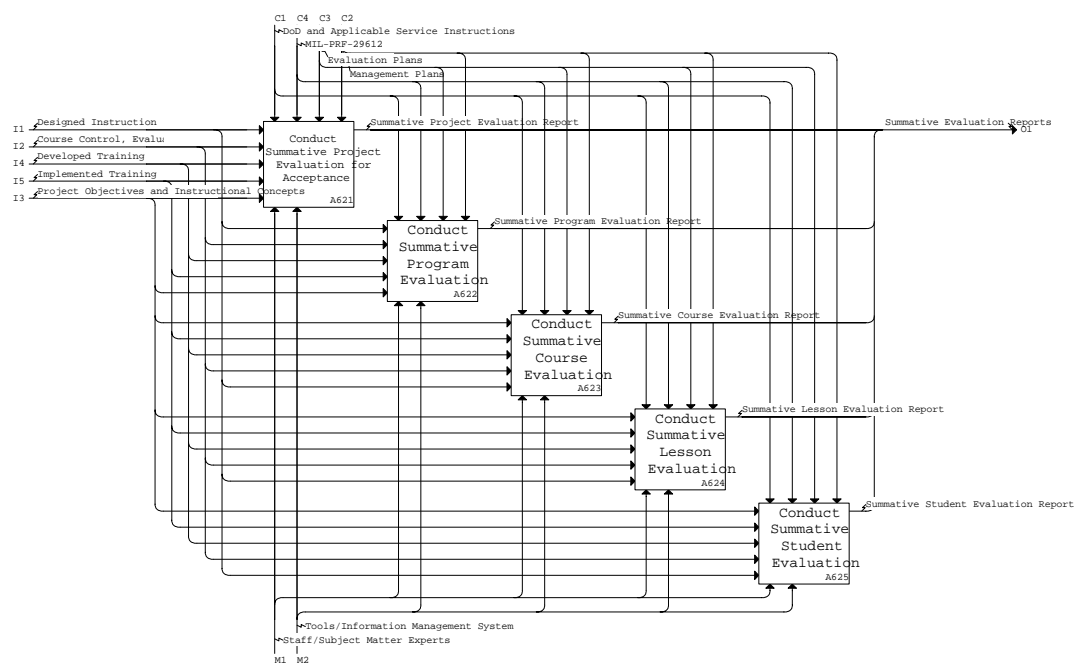 C1 C4 C3 C2
DoD and Applicable Service Instructions
MIL-PRF-29612
Evaluation Plans
Management Plans
I1 Designed Instruction
I2 Course Control, Evalu
I4 Developed Training
I5 Implemented Training
I3 Project Objectives and Instructional Concepts
Conduct
Summative Project
Evaluation for
Acceptance
A621
Summative Project Evaluation Report
Summative Evaluation Reports
O1
Conduct
Summative
Program
Evaluation
A622
Summative Program Evaluation Report
Conduct
Summative
Course
Evaluation
A623
Summative Course Evaluation Report
Conduct
Summative
Lesson
Evaluation
A624
Summative Lesson Evaluation Report
Conduct
Summative
Student
Evaluation
A625
Summative Student Evaluation Report
Tools/Information Management System
Staff/Subject Matter Experts
M1 M2